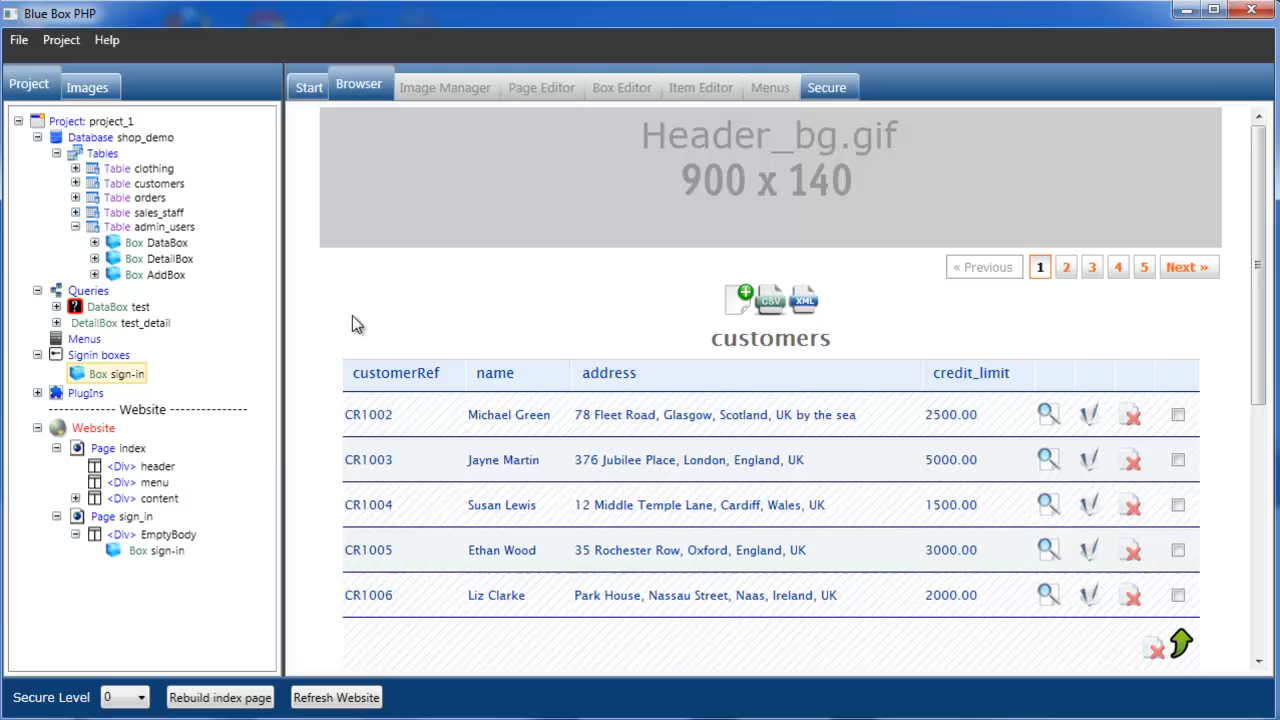 Blue Box PHP
File Project Help
Project Images
Start Browser Image Manager Page Editor Box Editor Item Editor Menus Secure
Project: project_1
Database shop_demo
Tables
Table clothing
Table customers
Table orders
Table sales_staff
Table admin_users
Box DataBox
Box DetailBox
Box AddBox
Queries
DataBox test
DetailBox test_detail
Menus
Signin boxes
Box sign-in
PlugIns
------------ Website ---------------
Website
Page index
<Div> header
<Div> menu
<Div> content
Page sign_in
<Div> EmptyBody
Box sign-in
Header_bg.gif
900 x 140
« Previous 1 2 3 4 5 Next »
CSV XML
customers
customerRef name address credit_limit
CR1002 Michael Green 78 Fleet Road, Glasgow, Scotland, UK by the sea 2500.00
CR1003 Jayne Martin 376 Jubilee Place, London, England, UK 5000.00
CR1004 Susan Lewis 12 Middle Temple Lane, Cardiff, Wales, UK 1500.00
CR1005 Ethan Wood 35 Rochester Row, Oxford, England, UK 3000.00
CR1006 Liz Clarke Park House, Nassau Street, Naas, Ireland, UK 2000.00
Secure Level 0 Rebuild index page Refresh Website